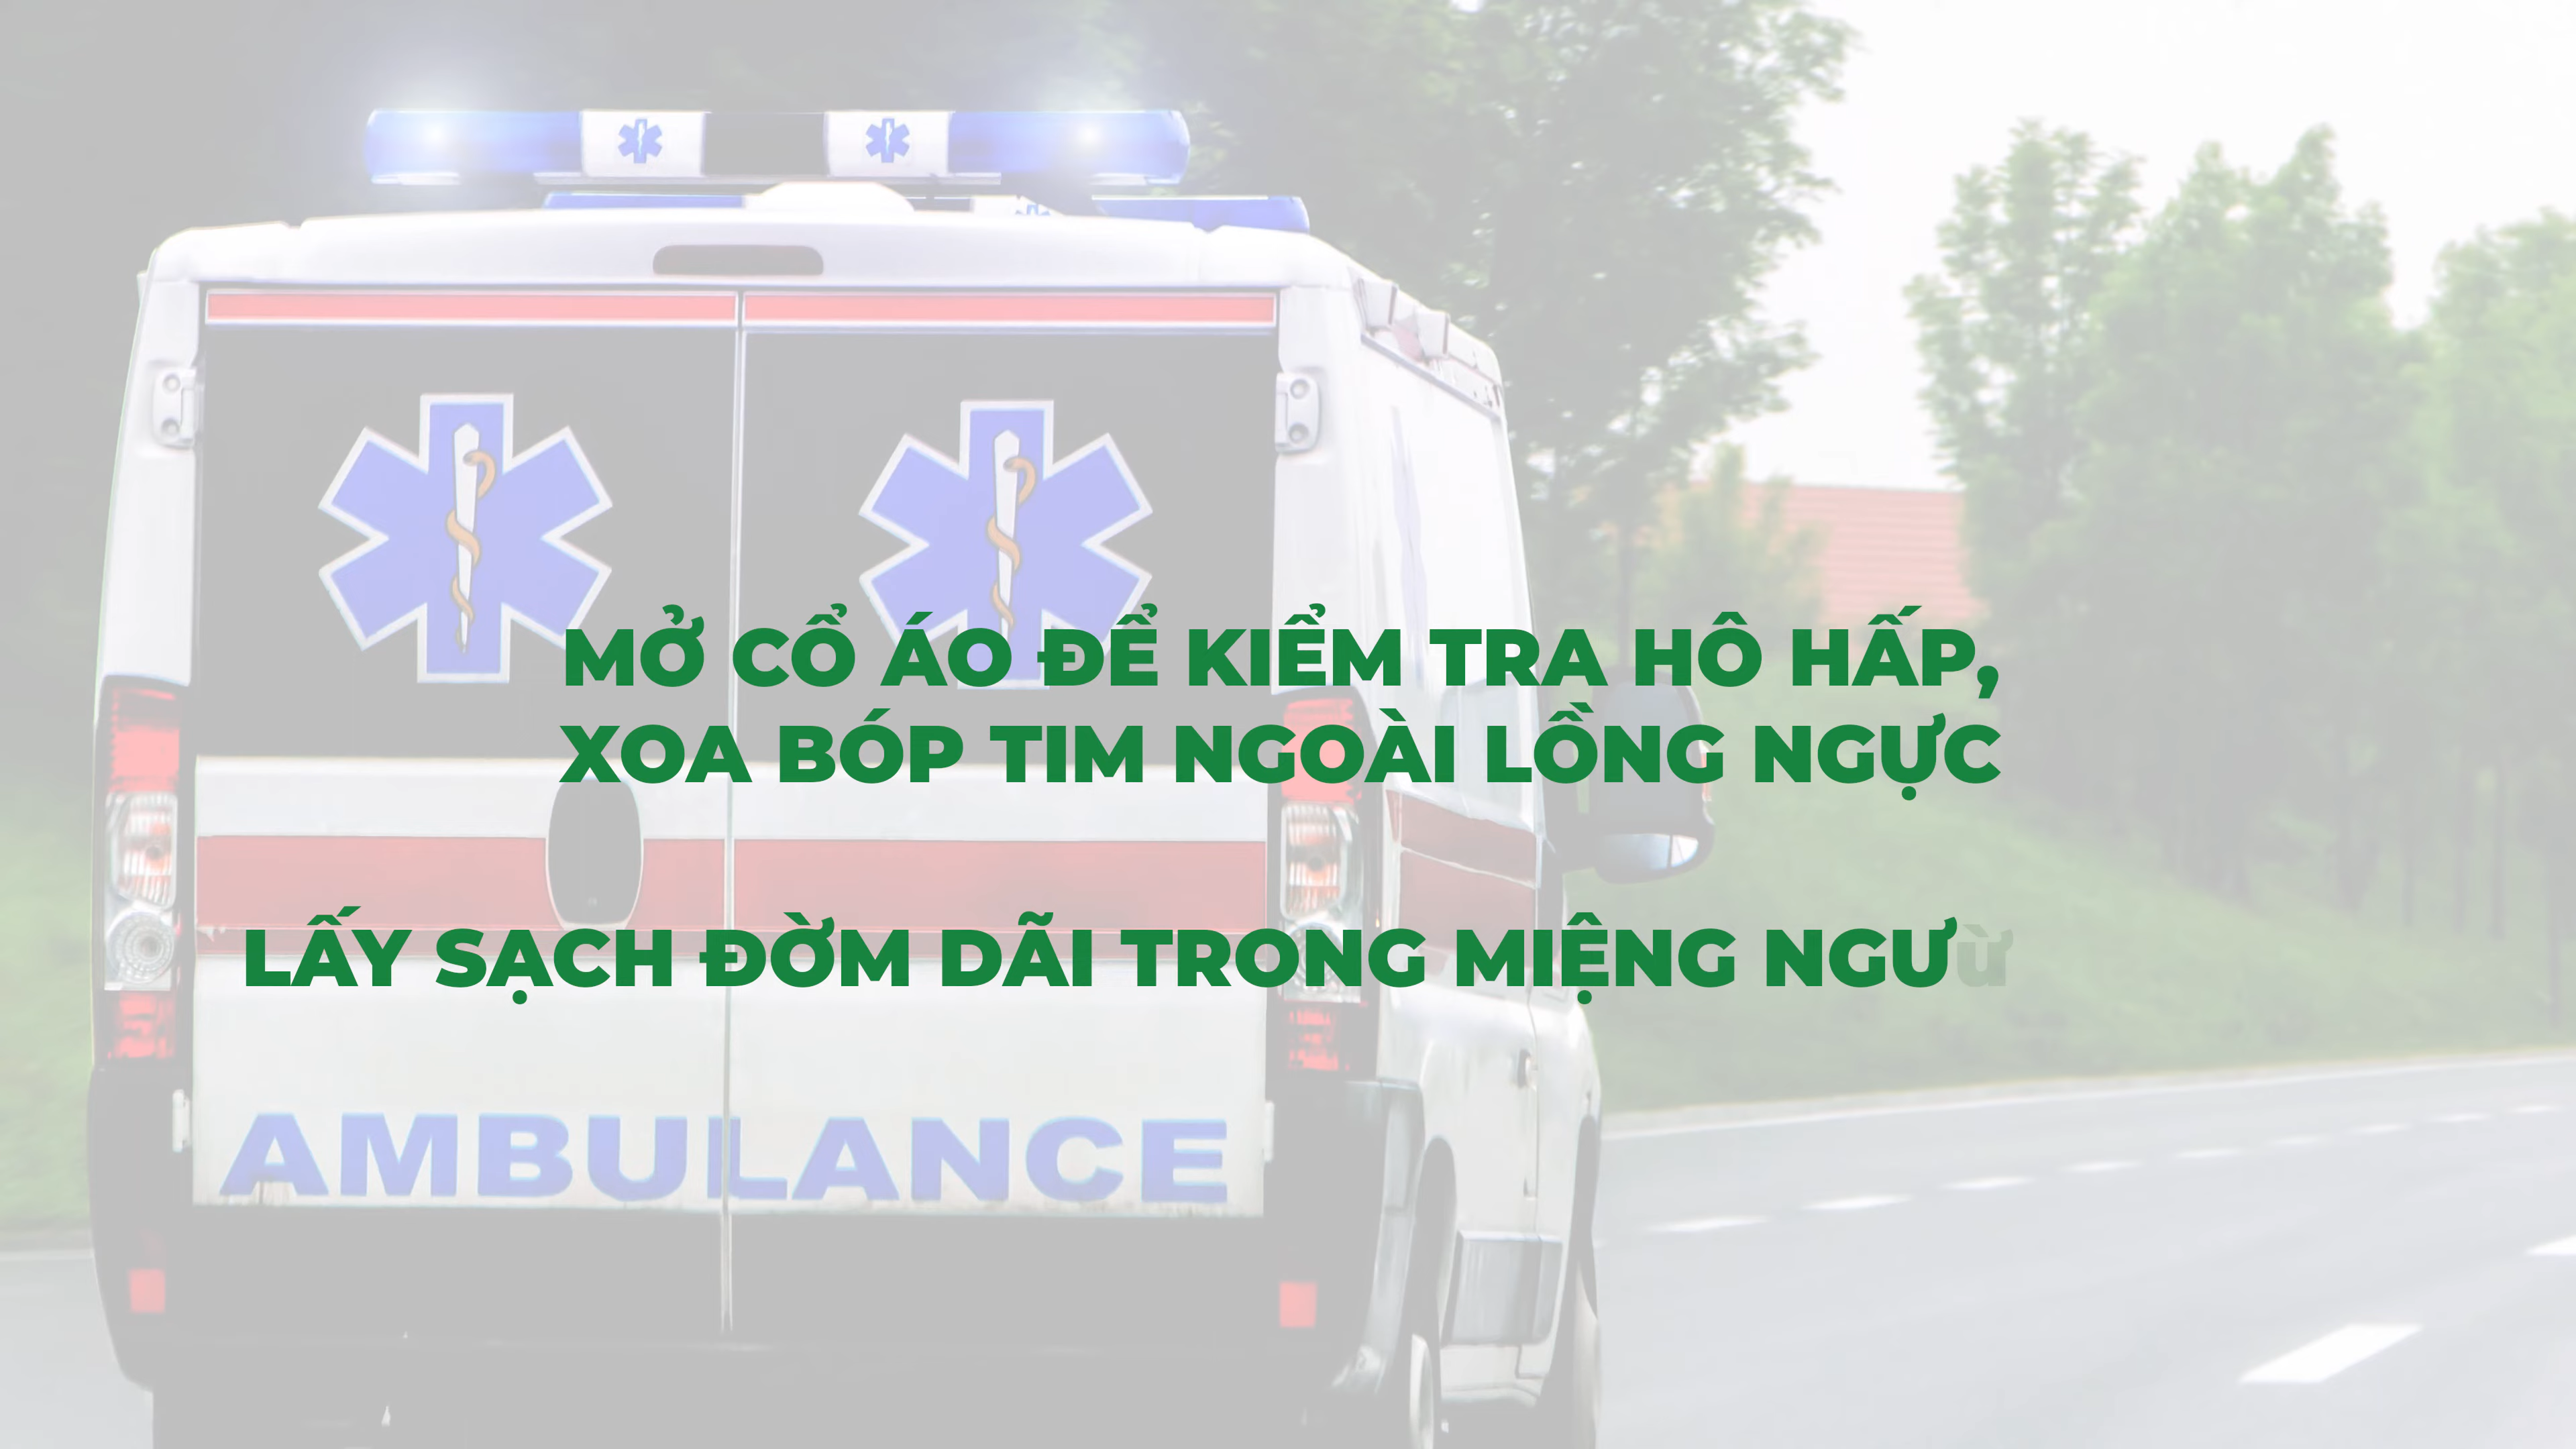 MỞ CỔ ÁO ĐỂ KIỂM TRA HÔ HẤP,
XOA BÓP TIM NGOÀI LỒNG NGỰC
LẤY SẠCH ĐỜM DÃI TRONG MIỆNG NGƯỪ
AMBULANCE